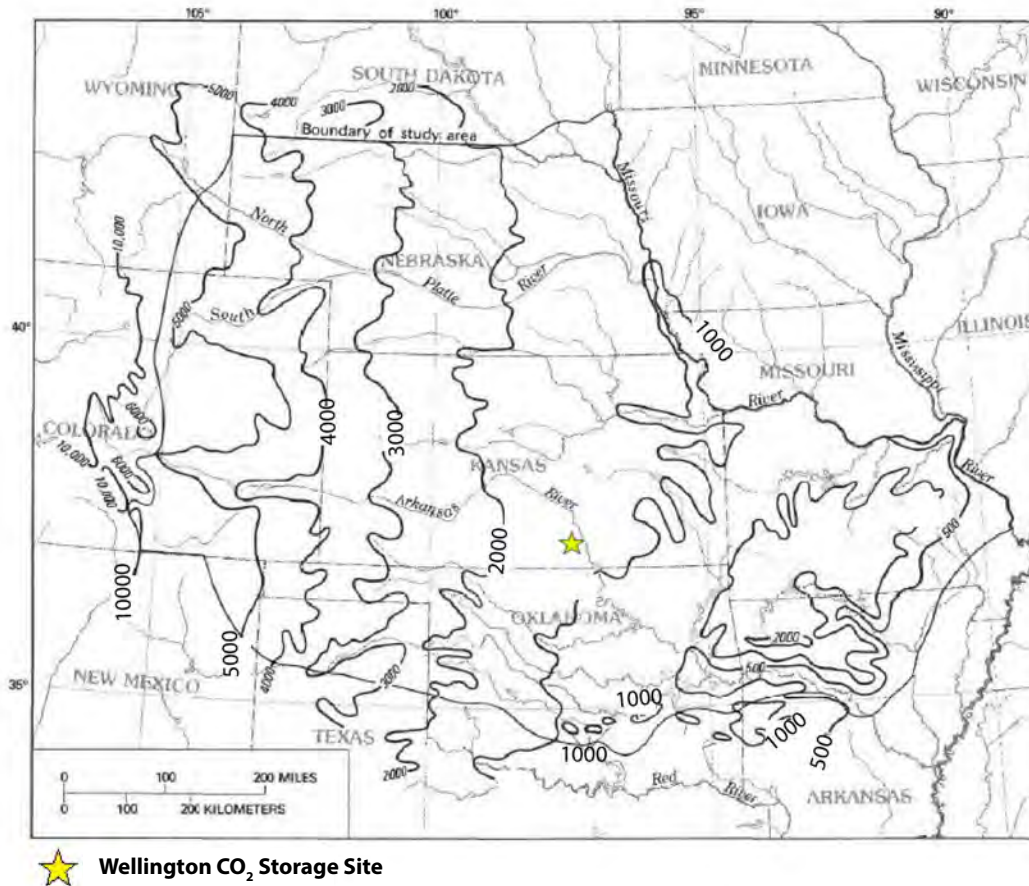 105°
100°
95°
90°
WYOMING
5000
4000
3000
2000
SOUTH DAKOTA
MINNESOTA
WISCONSIN
Boundary of study area
Missouri
10,000
North
IOWA
NEBRASKA
Platte
River
5000
South
40°
1000
ILLINOIS
Mississippi
MISSOURI
River
6000
COLORADO
4000
3000
KANSAS
10,000
6000
10,000
Arkansas
River
River
500
2000
10000
OKLAHOMA
5000
2000
500
35°
NEW MEXICO
4000
3000
1000
1000
TEXAS
1000
500
2000
Red
River
ARKANSAS
0 100 200 MILES
0 100 200 KILOMETERS
Wellington CO₂ Storage Site